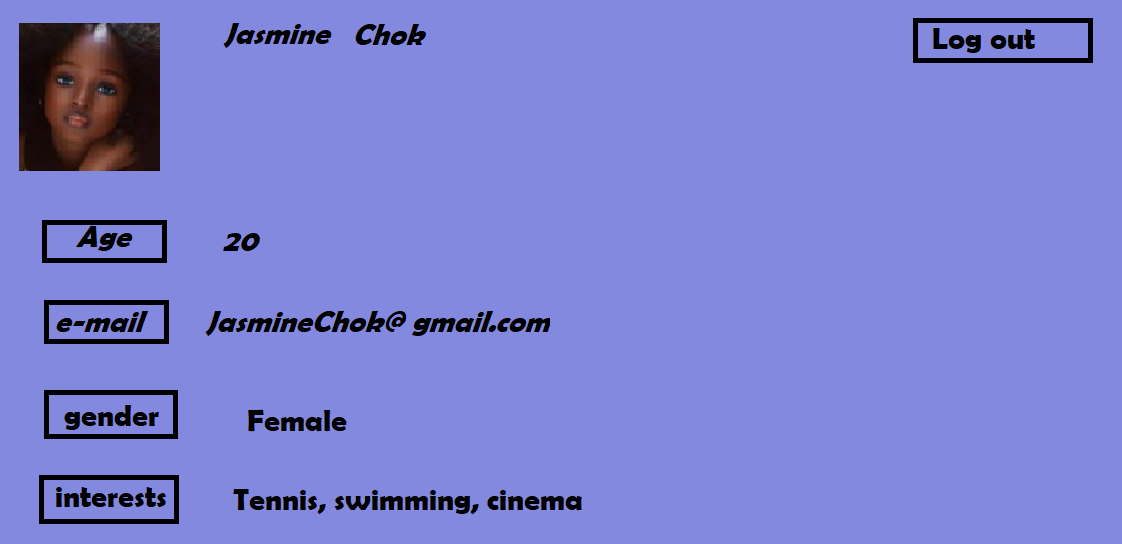 Jasmine Chok
Log out
Age 20
e-mail JasmineChok@ gmail.com
gender Female
interests Tennis, swimming, cinema